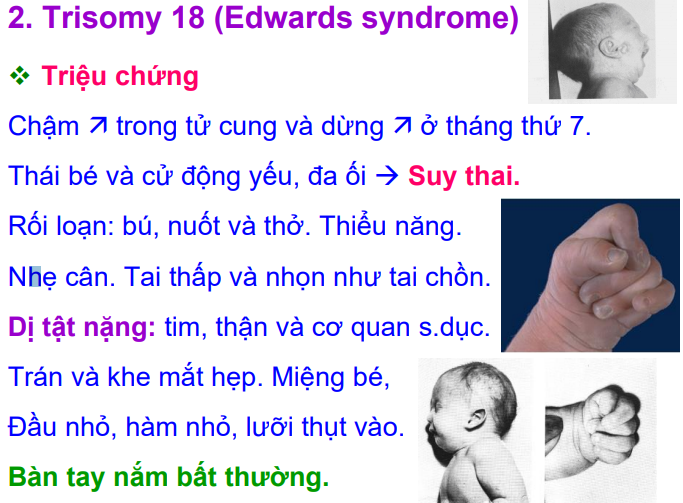 2. Trisomy 18 (Edwards syndrome)
❖ Triệu chứng
Chậm ↗ trong tử cung và dừng ↗ ở tháng thứ 7.
Thái bé và cử động yếu, đa ối → Suy thai.
Rối loạn: bú, nuốt và thở. Thiểu năng.
Nhẹ cân. Tai thấp và nhọn như tai chồn.
Dị tật nặng: tim, thận và cơ quan s.dục.
Trán và khe mắt hẹp. Miệng bé,
Đầu nhỏ, hàm nhỏ, lưỡi thụt vào.
Bàn tay nắm bất thường.